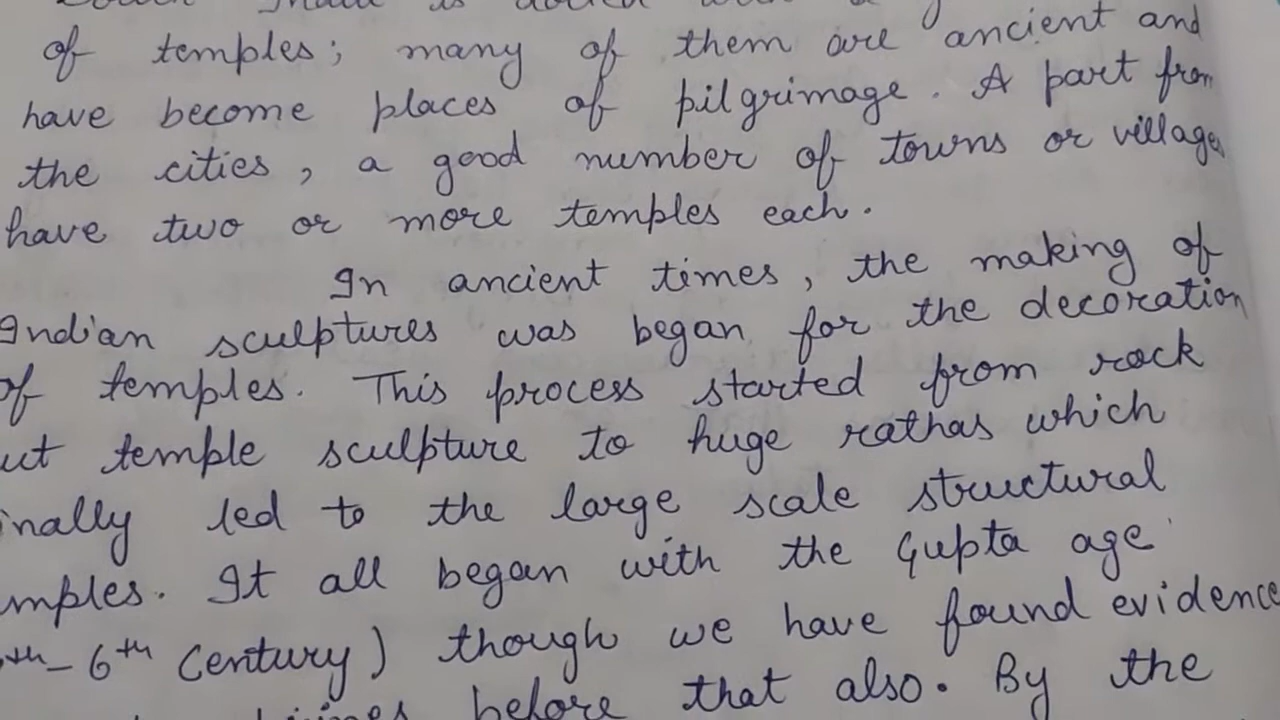 of temples; many of them are ancient and
have become places of pilgrimage. A part from
the cities, a good number of towns or village
have two or more temples each.
In ancient times, the making of
Indian sculptures was began for the decoration
of temples. This process started from rock
ut temple sculpture to huge rathas which
inally led to the large scale structural
mples. It all began with the Gupta age
th - 6th Century) though we have found evidence
before that also. By the